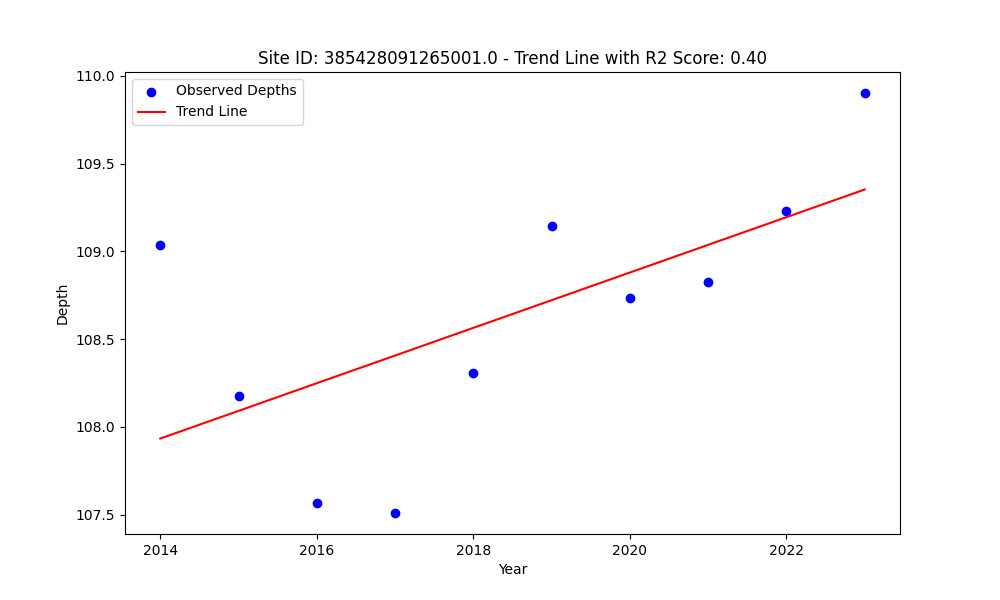 Site ID: 385428091265001.0 - Trend Line with R2 Score: 0.40
Observed Depths
Trend Line
110.0
109.5
109.0
108.5
108.0
107.5
Depth
2014
2016
2018
2020
2022
Year